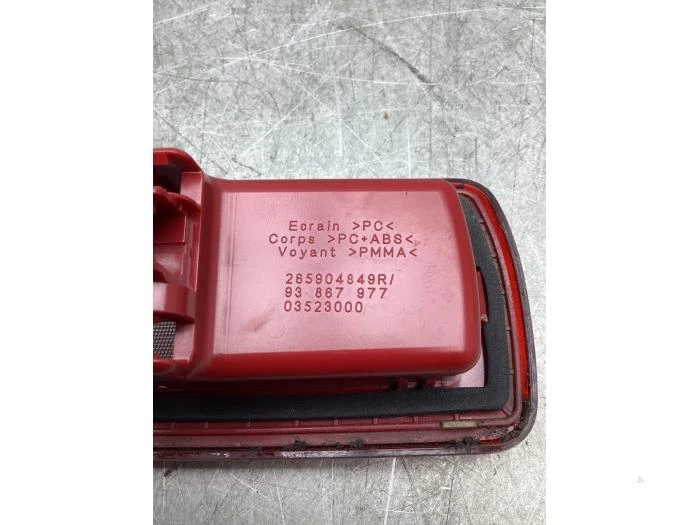 Ecrain >PC<
Corps >PC+ABS<
Voyant >PMMA<
265904849R/
93 867 977
03523000